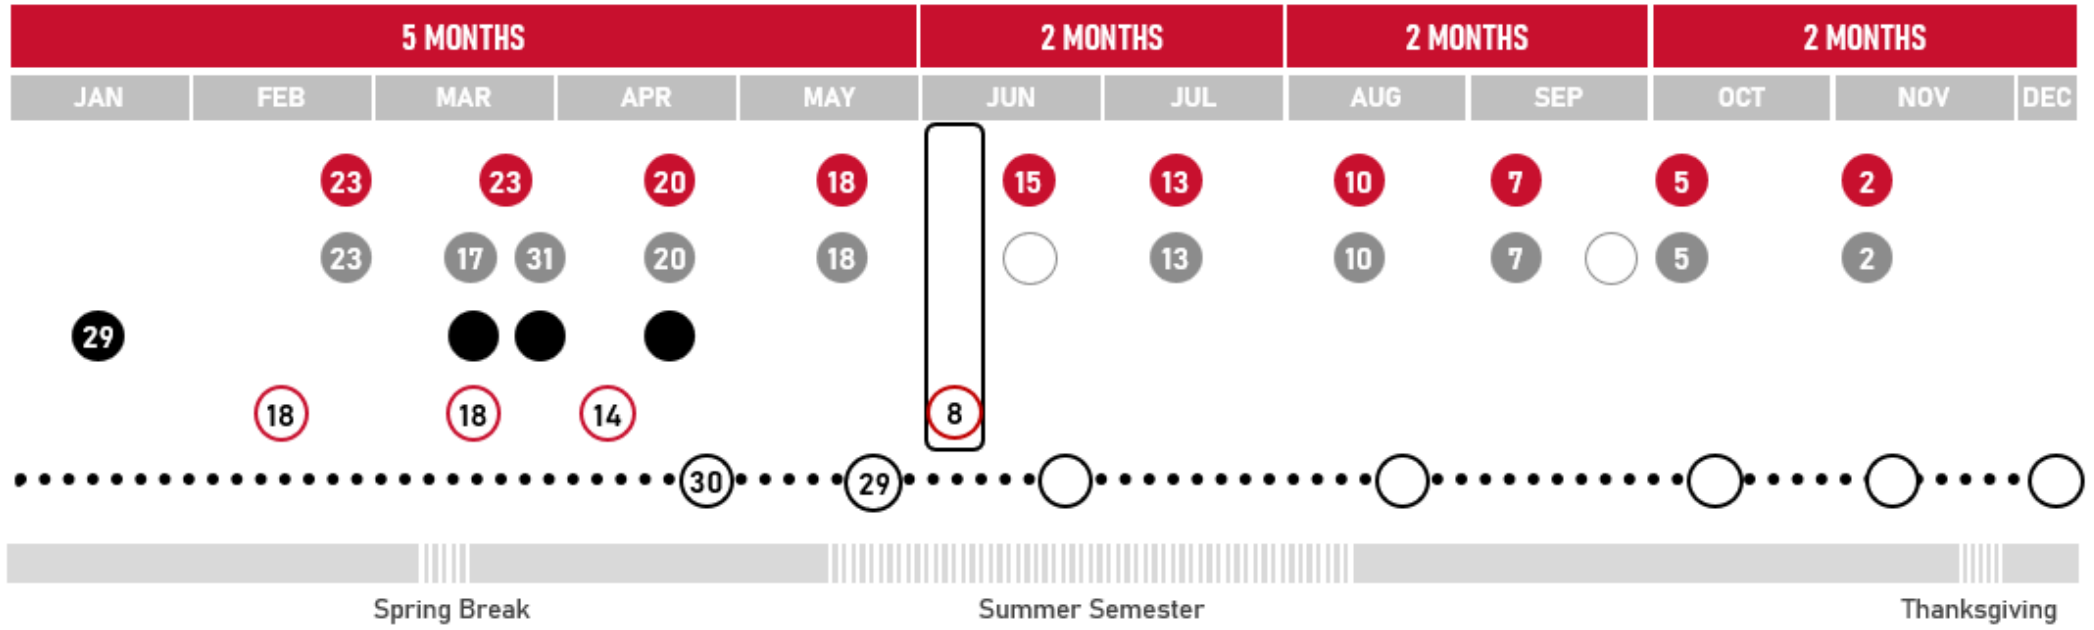 5 MONTHS 2 MONTHS 2 MONTHS 2 MONTHS
JAN FEB MAR APR MAY JUN JUL AUG SEP OCT NOV DEC
23 23 20 18 15 13 10 7 5 2
23 17 31 20 18 13 10 7 5 2
29
18 18 14 8
30 29
Spring Break Summer Semester Thanksgiving